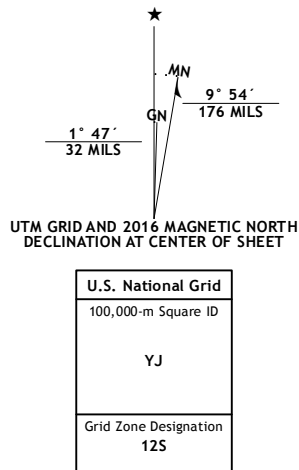 MN
GN
9° 54´
176 MILS
1° 47´
32 MILS
UTM GRID AND 2016 MAGNETIC NORTH
DECLINATION AT CENTER OF SHEET
U.S. National Grid
100,000-m Square ID
YJ
Grid Zone Designation
12S